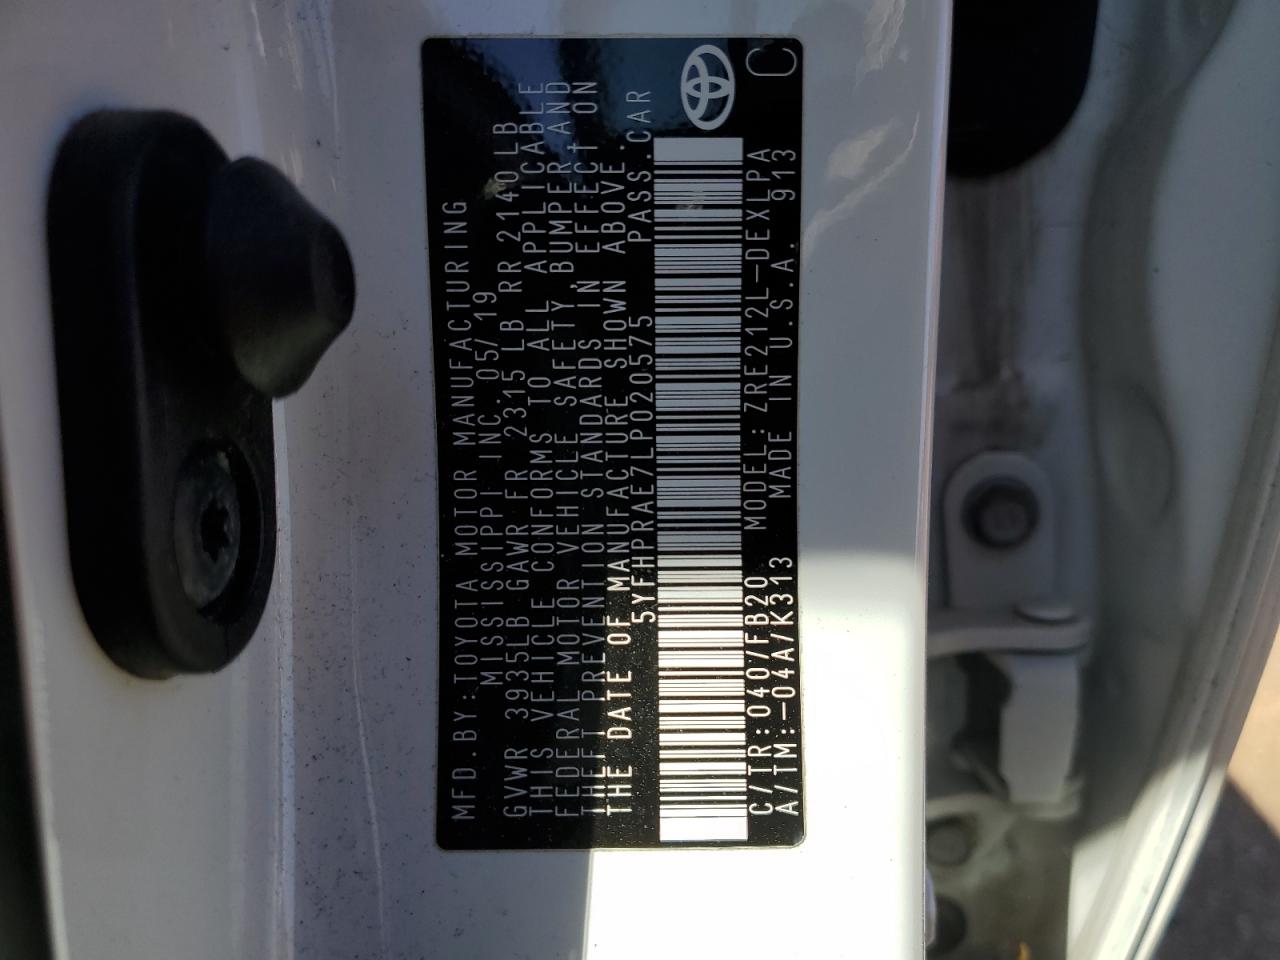 MFD.BY:TOYOTA MOTOR MANUFACTURING
MISSISSIPPI INC. 05/19
GVWR 3935LB GAWR FR 2315 LB RR 2140LB
THIS VEHICLE CONFORMS TO ALL APPLICABLE
FEDERAL MOTOR VEHICLE SAFETY, BUMPER, AND
THEFT PREVENTION STANDARDS IN EFFECT ON
THE DATE OF MANUFACTURE SHOWN ABOVE.
5YFHPRAE7LP020575 PASS.CAR
C/TR:040/FB20 MODEL:ZRE212L-DEXLPA
A/TM:-04A/K313 MADE IN U.S.A. 913 C